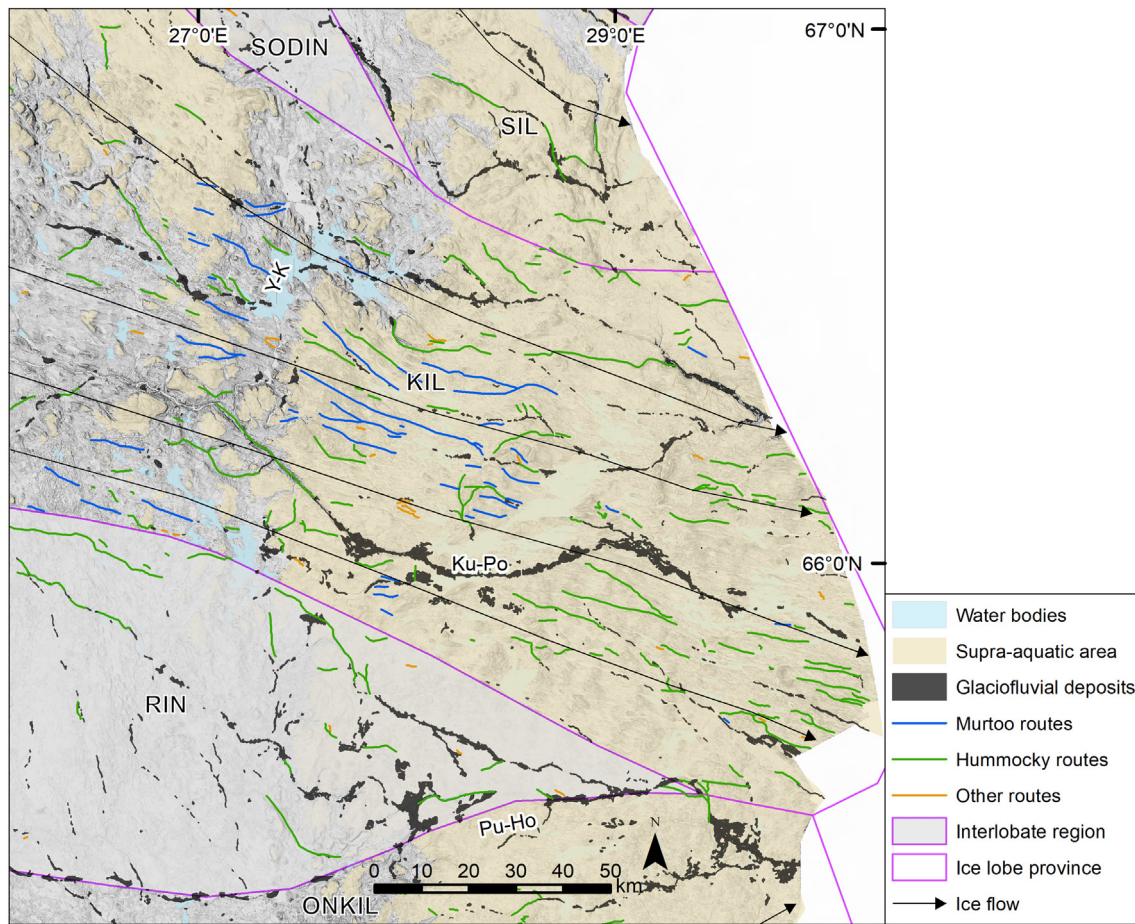 27°0'E
29°0'E
67°0'N
SODIN
SIL
Y-K
KIL
Ku-Po
66°0'N
RIN
Pu-Ho
N
0 10 20 30 40 50
km
ONKIL
Water bodies
Supra-aquatic area
Glaciofluvial deposits
Murtoo routes
Hummocky routes
Other routes
Interlobate region
Ice lobe province
Ice flow